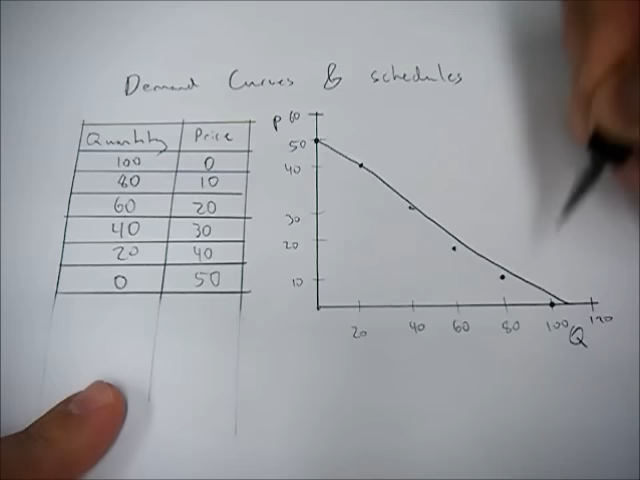 Demand Curves & schedules
Quantity Price
100 0
80 10
60 20
40 30
20 40
0 50
P 60
50
40
30
20
10
20 40 60 80 100 120
Q